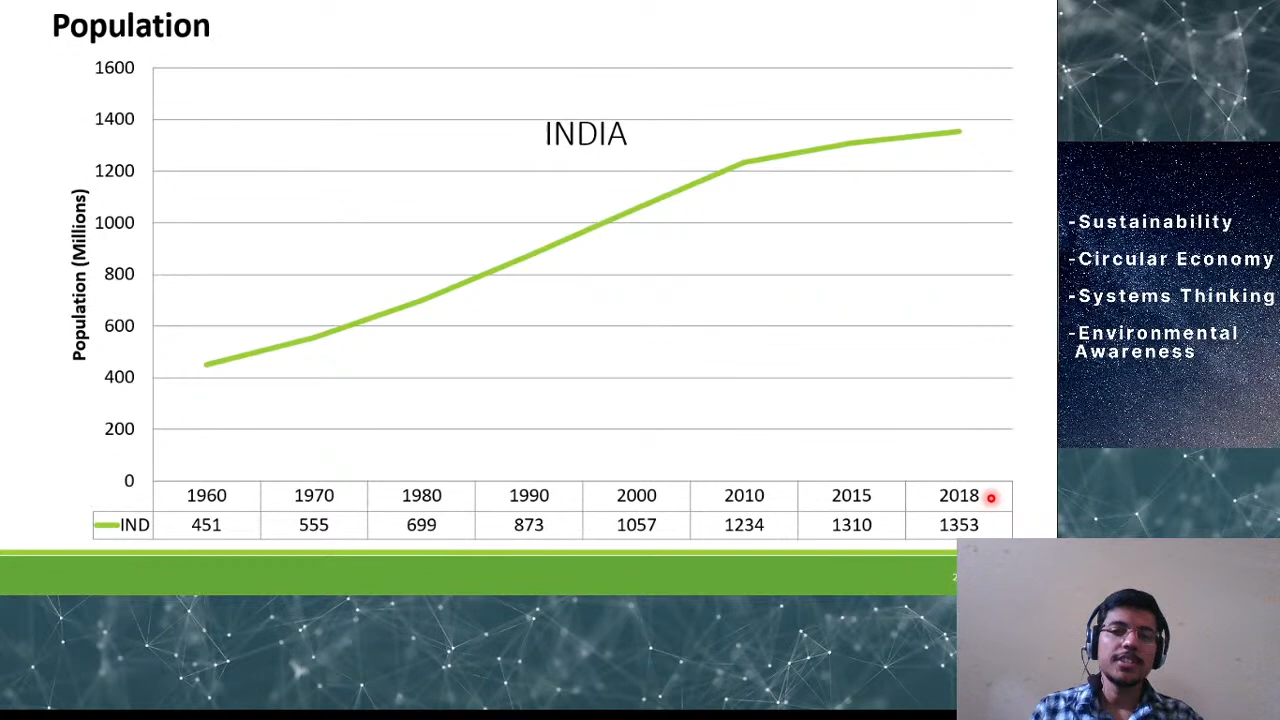 Population
1600
1400
INDIA
1200
1000
800
600
400
200
0
Population (Millions)
1960 1970 1980 1990 2000 2010 2015 2018
IND 451 555 699 873 1057 1234 1310 1353
-Sustainability
-Circular Economy
-Systems Thinking
-Environmental
Awareness